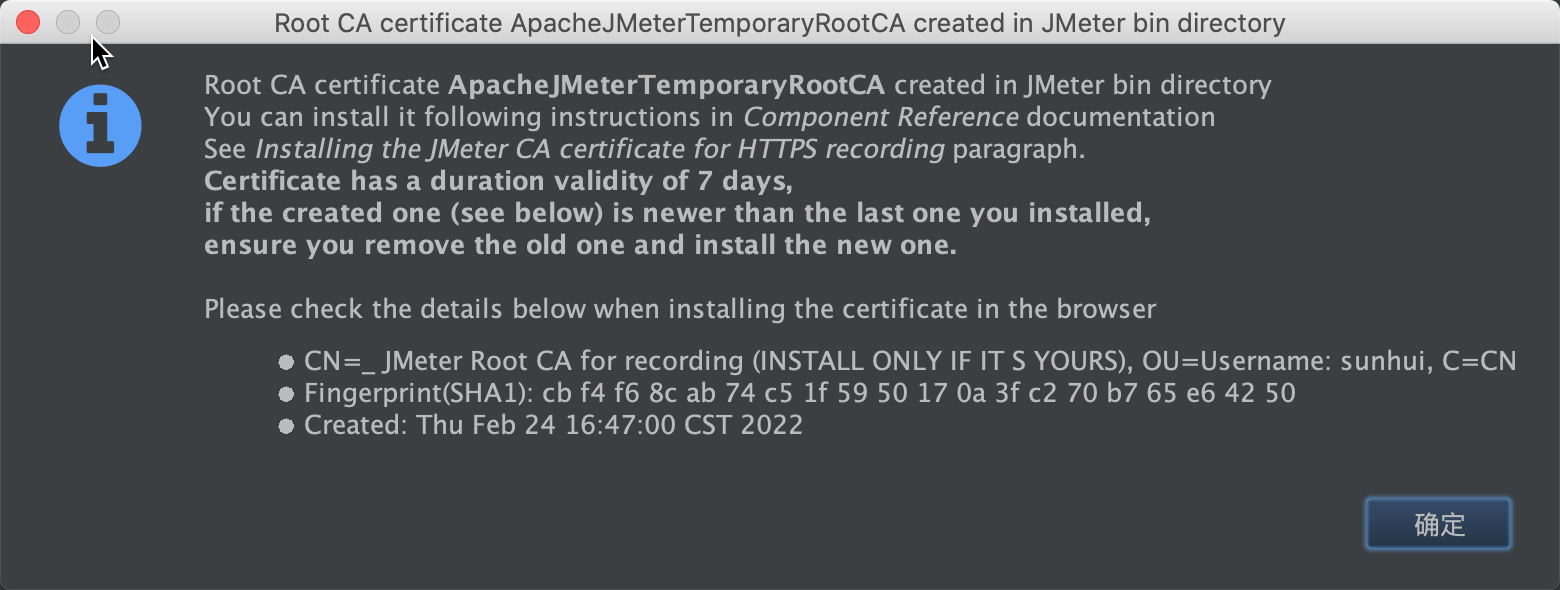 Root CA certificate ApacheJMeterTemporaryRootCA created in JMeter bin directory
Root CA certificate ApacheJMeterTemporaryRootCA created in JMeter bin directory
You can install it following instructions in Component Reference documentation
See Installing the JMeter CA certificate for HTTPS recording paragraph.
Certificate has a duration validity of 7 days,
if the created one (see below) is newer than the last one you installed,
ensure you remove the old one and install the new one.
Please check the details below when installing the certificate in the browser
● CN=_ JMeter Root CA for recording (INSTALL ONLY IF IT S YOURS), OU=Username: sunhui, C=CN
● Fingerprint(SHA1): cb f4 f6 8c ab 74 c5 1f 59 50 17 0a 3f c2 70 b7 65 e6 42 50
● Created: Thu Feb 24 16:47:00 CST 2022
确定